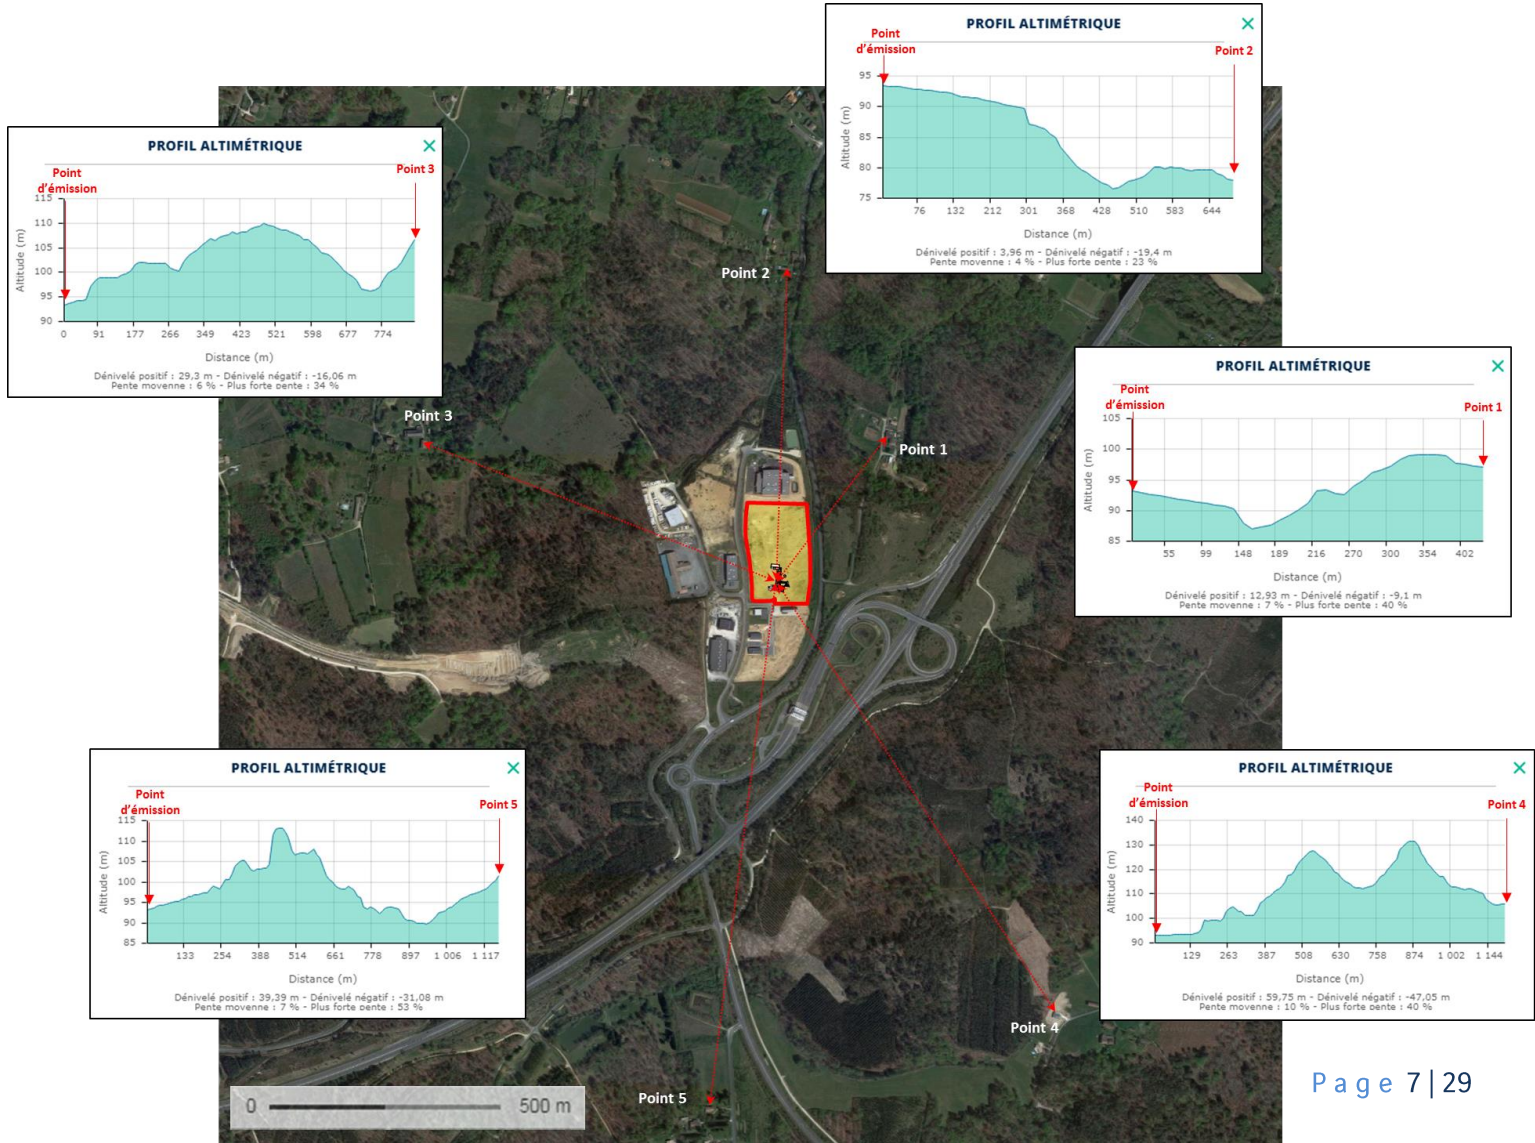 PROFIL ALTIMÉTRIQUE
Point
d'émission
Point 2
95
90
85
80
75
Altitude (m)
76 132 212 301 368 428 510 583 644
Distance (m)
Dénivelé positif : 3,96 m - Dénivelé négatif : -19,4 m
Pente moyenne : 4 % - Plus forte pente : 23 %
PROFIL ALTIMÉTRIQUE
Point
d'émission
Point 3
115
110
105
100
95
90
Altitude (m)
0 91 177 266 349 423 521 598 677 774
Distance (m)
Dénivelé positif : 29,3 m - Dénivelé négatif : -16,06 m
Pente moyenne : 6 % - Plus forte pente : 34 %
Point 2
Point 3
Point 1
PROFIL ALTIMÉTRIQUE
Point
d'émission
Point 1
105
100
95
90
85
Altitude (m)
55 99 148 189 216 270 300 354 402
Distance (m)
Dénivelé positif : 12,93 m - Dénivelé négatif : -9,1 m
Pente moyenne : 7 % - Plus forte pente : 40 %
PROFIL ALTIMÉTRIQUE
Point
d'émission
Point 5
115
110
105
100
95
90
85
Altitude (m)
133 254 388 514 661 778 897 1 006 1 117
Distance (m)
Dénivelé positif : 39,39 m - Dénivelé négatif : -31,08 m
Pente moyenne : 7 % - Plus forte pente : 53 %
PROFIL ALTIMÉTRIQUE
Point
d'émission
Point 4
140
130
120
110
100
90
Altitude (m)
129 263 387 508 630 758 874 1 004 1 144
Distance (m)
Dénivelé positif : 59,75 m - Dénivelé négatif : -47,05 m
Pente moyenne : 10 % - Plus forte pente : 40 %
Point 4
Point 5
0 500 m
Page 7|29